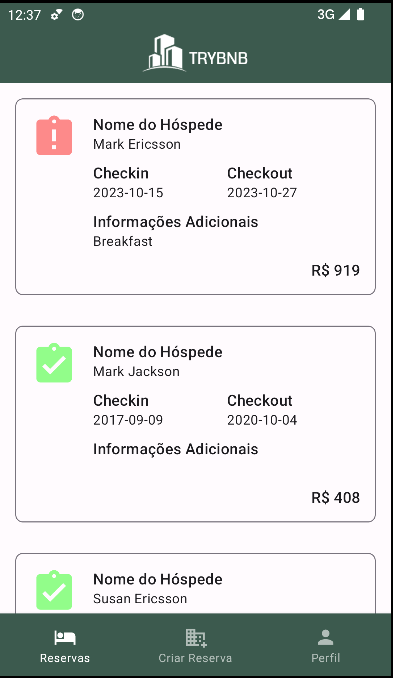 12:37 3G
TRYBNB
Nome do Hóspede
Mark Ericsson
Checkin Checkout
2023-10-15 2023-10-27
Informações Adicionais
Breakfast
R$ 919
Nome do Hóspede
Mark Jackson
Checkin Checkout
2017-09-09 2020-10-04
Informações Adicionais
R$ 408
Nome do Hóspede
Susan Ericsson
Reservas Criar Reserva Perfil